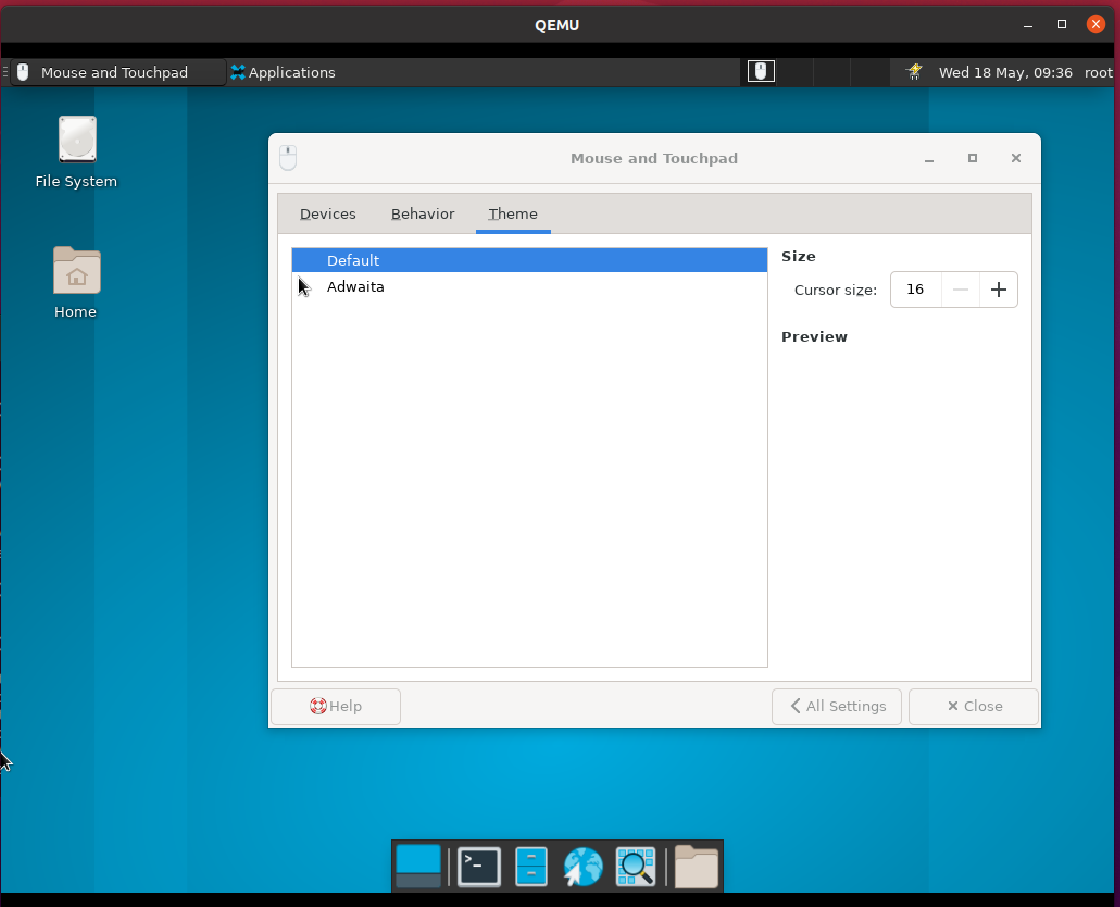 QEMU
Mouse and Touchpad
Applications
Wed 18 May, 09:36
root
File System
Home
Mouse and Touchpad
Devices
Behavior
Theme
Default
Adwaita
Size
Cursor size:
16
Preview
Help
All Settings
Close
>-